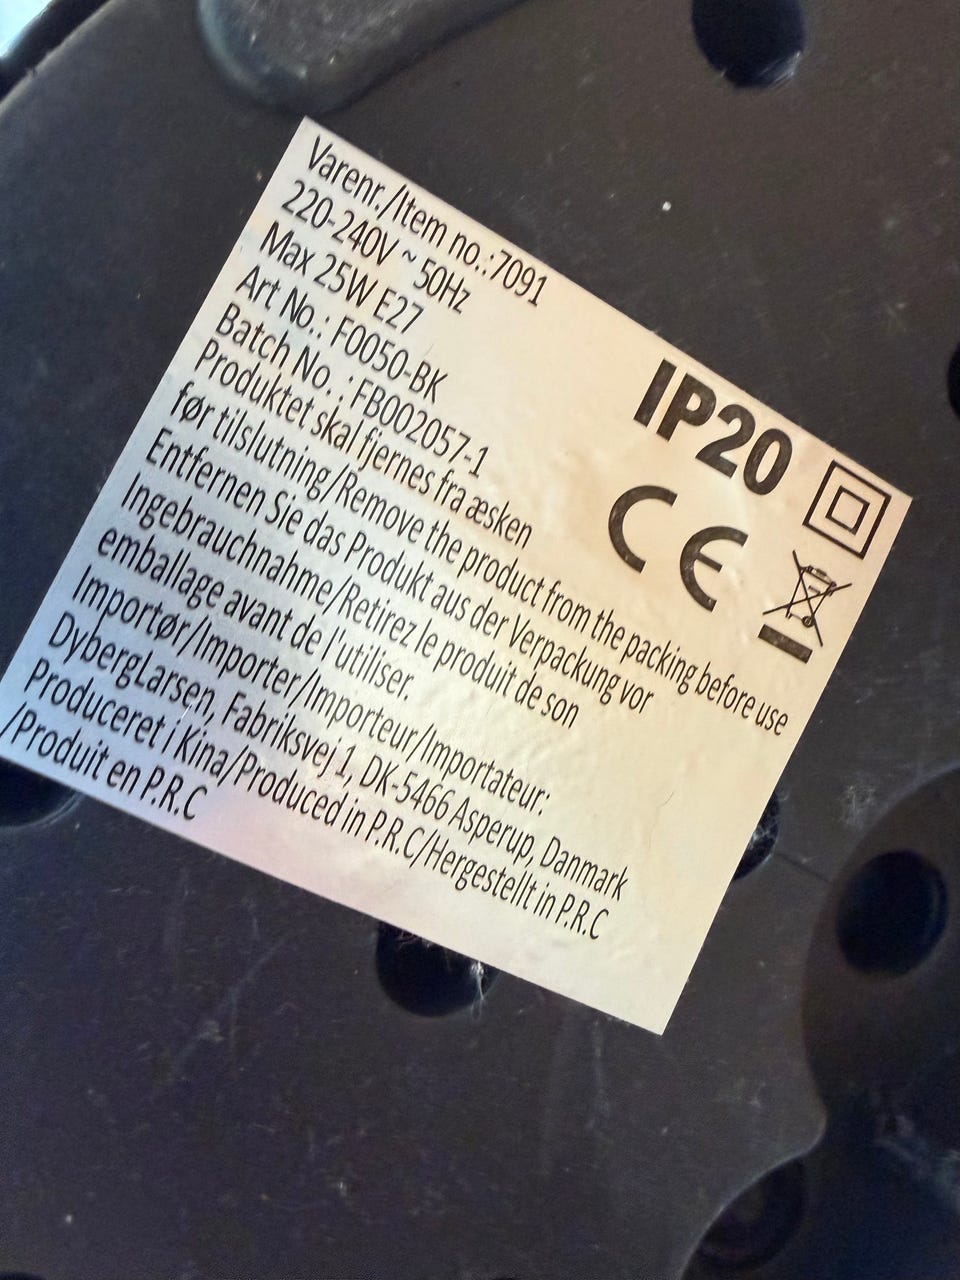 Varenr./Item no.:7091
220-240V ~ 50Hz
Max 25W E27
Art No.: F0050-BK
Batch No.: FB002057-1
Produktet skal fjernes fra æsken
før tilslutning/Remove the product from the packing before use
Entfernen Sie das Produkt aus der Verpackung vor
Ingebrauchnahme/Retirez le produit de son
emballage avant de l'utiliser.
Importør/Importer/Importeur/Importateur:
DybergLarsen, Fabriksvej 1, DK-5466 Asperup, Danmark
Produceret i Kina/Produced in P.R.C/Hergestellt in P.R.C
/Produit en P.R.C
IP20
CE